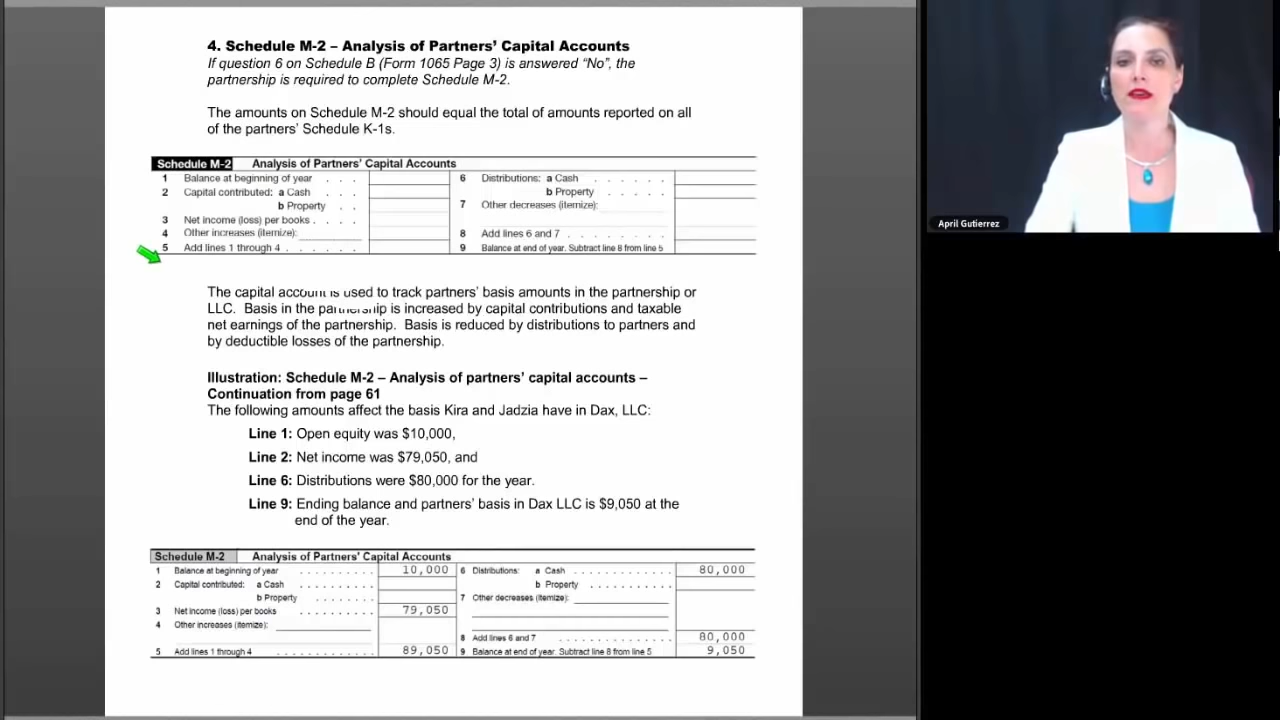 4. Schedule M-2 – Analysis of Partners' Capital Accounts
If question 6 on Schedule B (Form 1065 Page 3) is answered "No", the
partnership is required to complete Schedule M-2.
The amounts on Schedule M-2 should equal the total of amounts reported on all
of the partners' Schedule K-1s.
Schedule M-2 Analysis of Partners' Capital Accounts
1 Balance at beginning of year . . .
2 Capital contributed: a Cash . . .
b Property . .
3 Net income (loss) per books . . . .
4 Other increases (itemize):
5 Add lines 1 through 4 . . . . . .
6 Distributions: a Cash . . . . . .
b Property . . . . .
7 Other decreases (itemize):
8 Add lines 6 and 7 . . . . . . . .
9 Balance at end of year. Subtract line 8 from line 5
The capital account is used to track partners' basis amounts in the partnership or
LLC. Basis in the partnership is increased by capital contributions and taxable
net earnings of the partnership. Basis is reduced by distributions to partners and
by deductible losses of the partnership.
Illustration: Schedule M-2 – Analysis of partners' capital accounts –
Continuation from page 61
The following amounts affect the basis Kira and Jadzia have in Dax, LLC:
Line 1: Open equity was $10,000,
Line 2: Net income was $79,050, and
Line 6: Distributions were $80,000 for the year.
Line 9: Ending balance and partners' basis in Dax LLC is $9,050 at the
end of the year.
Schedule M-2 Analysis of Partners' Capital Accounts
1 Balance at beginning of year . . . . . . . . . . 10,000
2 Capital contributed: a Cash . . . . . . . . . .
b Property . . . . . . . . . .
3 Net income (loss) per books . . . . . . . . . . 79,050
4 Other increases (itemize):
5 Add lines 1 through 4 . . . . . . . . . . . . . 89,050
6 Distributions: a Cash . . . . . . . . . . . . . 80,000
b Property . . . . . . . . . . .
7 Other decreases (itemize):
8 Add lines 6 and 7 . . . . . . . . . . . . . . . 80,000
9 Balance at end of year. Subtract line 8 from line 5 9,050
April Gutierrez